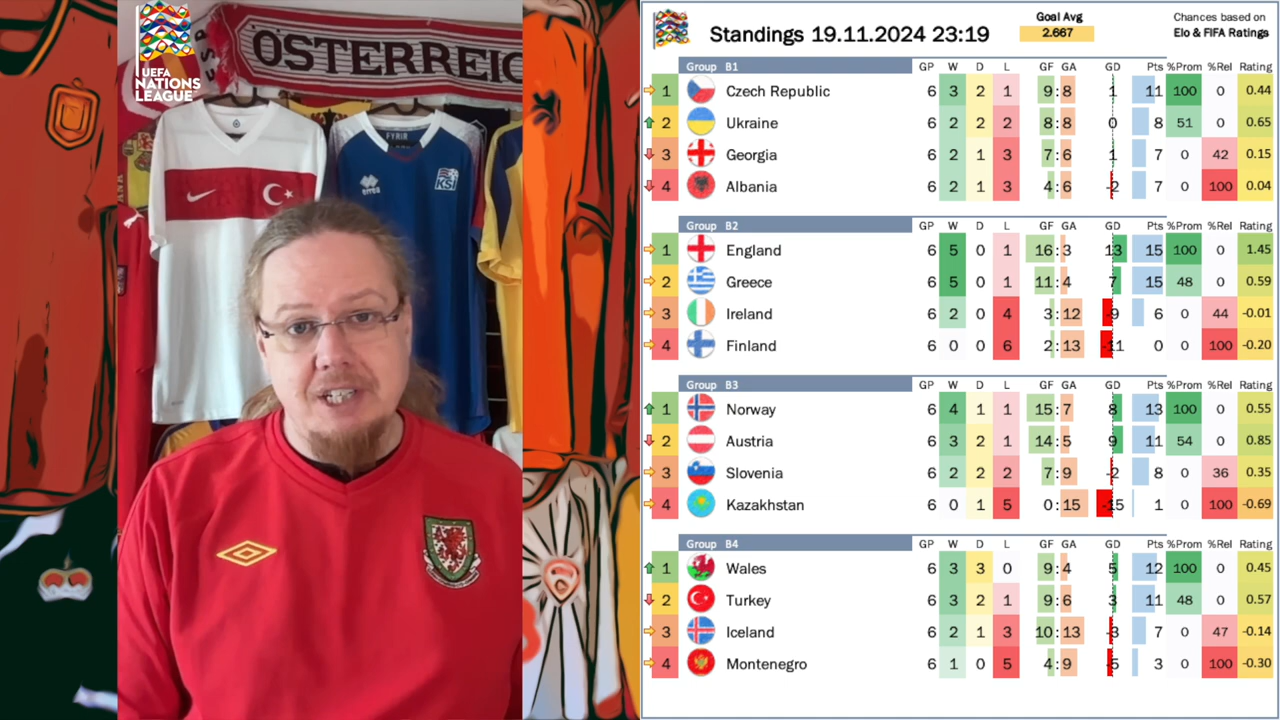 UEFA
NATIONS
LEAGUE
ÖSTERREIC
FYRIR
errea
KSÍ
Standings 19.11.2024 23:19
Goal Avg
2.667
Chances based on
Elo & FIFA Ratings
Group B1 GP W D L GF GA GD Pts %Prom %Rel Rating
1 Czech Republic 6 3 2 1 9:8 1 11 100 0 0.44
2 Ukraine 6 2 2 2 8:8 0 8 51 0 0.65
3 Georgia 6 2 1 3 7:6 1 7 0 42 0.15
4 Albania 6 2 1 3 4:6 -2 7 0 100 0.04
Group B2 GP W D L GF GA GD Pts %Prom %Rel Rating
1 England 6 5 0 1 16:3 13 15 100 0 1.45
2 Greece 6 5 0 1 11:4 7 15 48 0 0.59
3 Ireland 6 2 0 4 3:12 -9 6 0 44 -0.01
4 Finland 6 0 0 6 2:13 -11 0 0 100 -0.20
Group B3 GP W D L GF GA GD Pts %Prom %Rel Rating
1 Norway 6 4 1 1 15:7 8 13 100 0 0.55
2 Austria 6 3 2 1 14:5 9 11 54 0 0.85
3 Slovenia 6 2 2 2 7:9 -2 8 0 36 0.35
4 Kazakhstan 6 0 1 5 0:15 -15 1 0 100 -0.69
Group B4 GP W D L GF GA GD Pts %Prom %Rel Rating
1 Wales 6 3 3 0 9:4 5 12 100 0 0.45
2 Turkey 6 3 2 1 9:6 3 11 48 0 0.57
3 Iceland 6 2 1 3 10:13 -3 7 0 47 -0.14
4 Montenegro 6 1 0 5 4:9 -5 3 0 100 -0.30